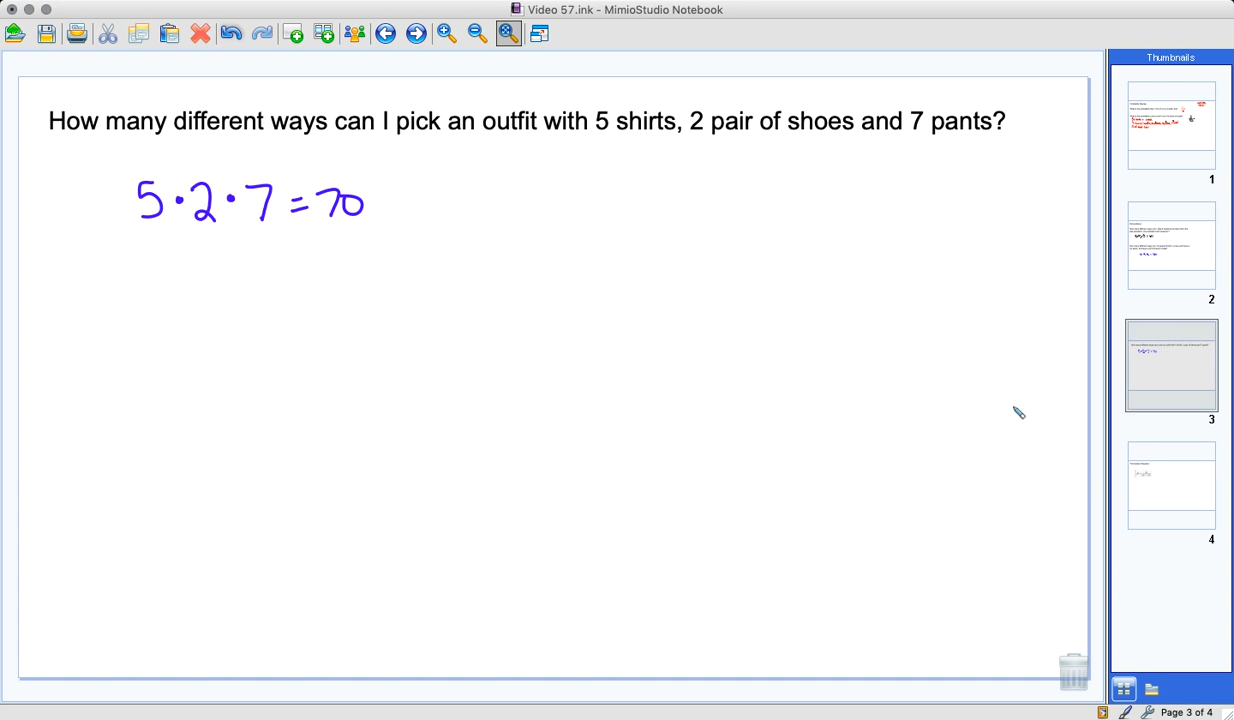 Video 57.ink - MimioStudio Notebook
Thumbnails
How many different ways can I pick an outfit with 5 shirts, 2 pair of shoes and 7 pants?
5·2·7=70
1
2
3
4
Page 3 of 4